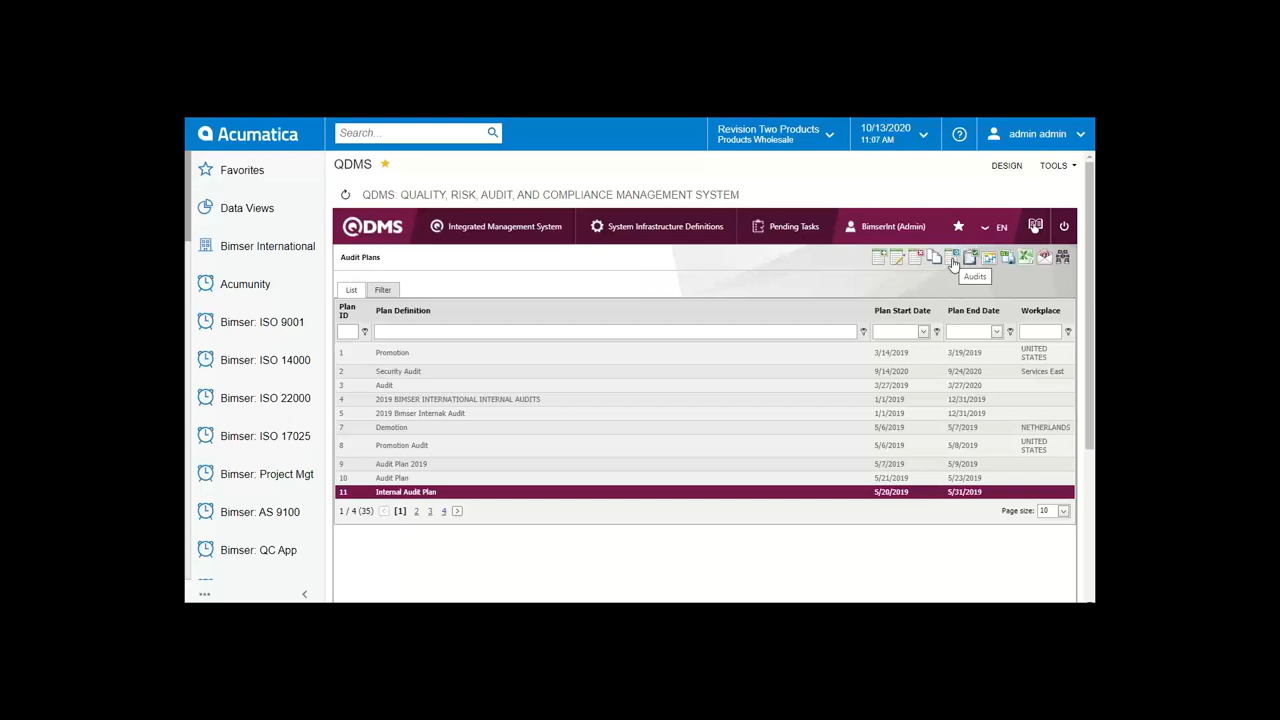 Acumatica
Search...
Revision Two Products
Products Wholesale
10/13/2020
11:07 AM
admin admin
Favorites
Data Views
Bimser International
Acumunity
Bimser: ISO 9001
Bimser: ISO 14000
Bimser: ISO 22000
Bimser: ISO 17025
Bimser: Project Mgt
Bimser: AS 9100
Bimser: QC App
QDMS
DESIGN
TOOLS
QDMS: QUALITY, RISK, AUDIT, AND COMPLIANCE MANAGEMENT SYSTEM
QDMS
Integrated Management System
System Infrastructure Definitions
Pending Tasks
BimserInt (Admin)
EN
Audit Plans
Audits
List
Filter
Plan ID Plan Definition Plan Start Date Plan End Date Workplace
1 Promotion 3/14/2019 3/19/2019 UNITED STATES
2 Security Audit 9/14/2020 9/24/2020 Services East
3 Audit 3/27/2019 3/27/2020
4 2019 BIMSER INTERNATIONAL INTERNAL AUDITS 1/1/2019 12/31/2019
5 2019 Bimser Internak Audit 1/1/2019 12/31/2019
7 Demotion 5/6/2019 5/7/2019 NETHERLANDS
8 Promotion Audit 5/6/2019 5/8/2019 UNITED STATES
9 Audit Plan 2019 5/7/2019 5/9/2019
10 Audit Plan 5/21/2019 5/23/2019
11 Internal Audit Plan 5/20/2019 5/31/2019
1 / 4 (35) [1] 2 3 4
Page size: 10